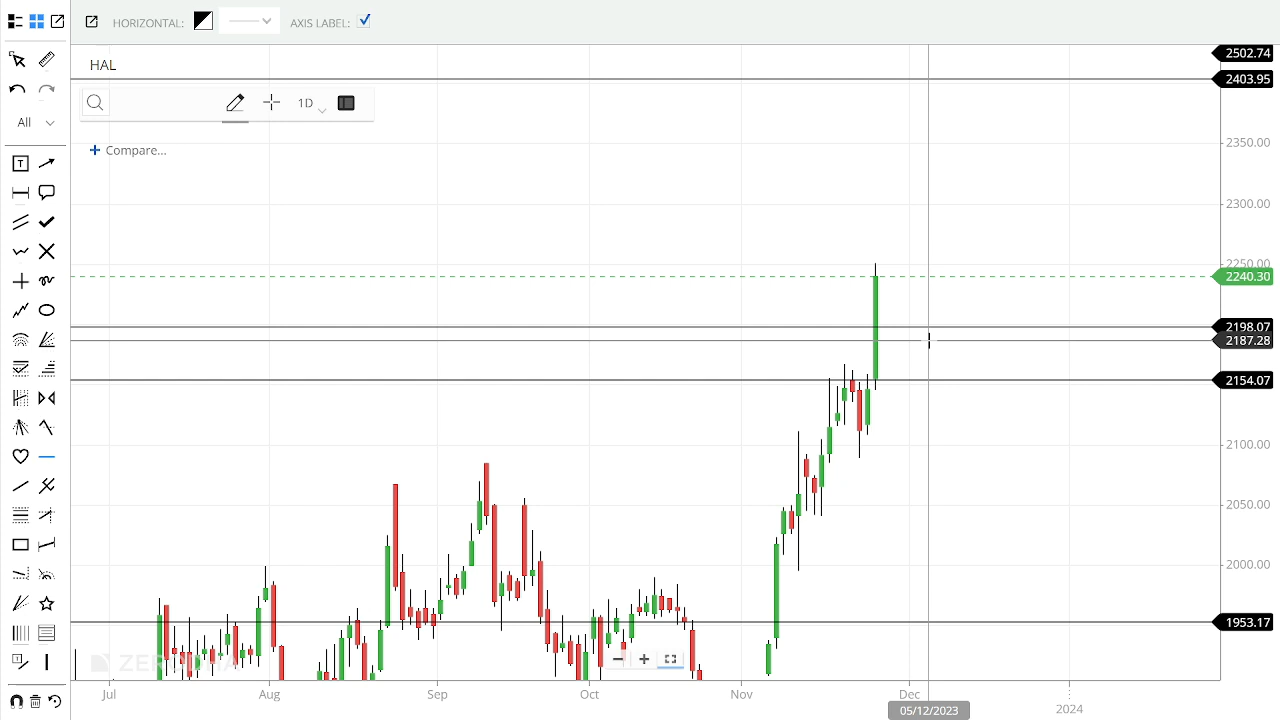 HORIZONTAL:
AXIS LABEL:
HAL
1D
All
+ Compare...
T
2502.74
2403.95
2350.00
2300.00
2250.00
2240.30
2198.07
2187.28
2154.07
2100.00
2050.00
2000.00
1953.17
ZERODHA
Jul Aug Sep Oct Nov Dec
05/12/2023
2024